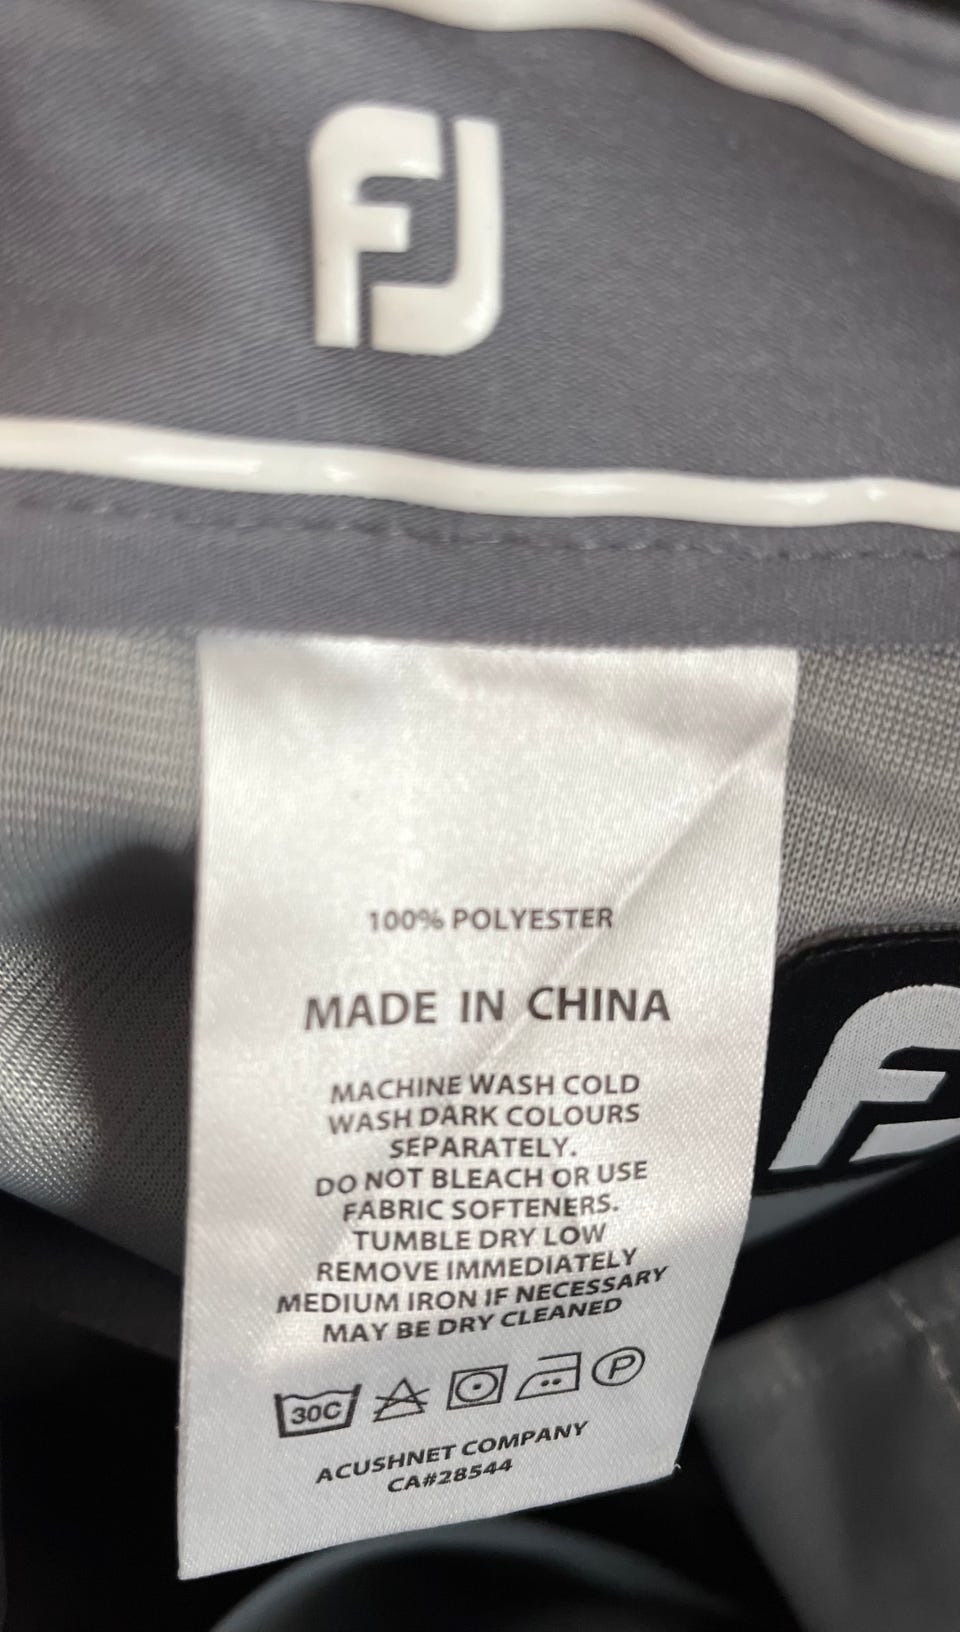 FJ
100% POLYESTER
MADE IN CHINA
MACHINE WASH COLD
WASH DARK COLOURS
SEPARATELY.
DO NOT BLEACH OR USE
FABRIC SOFTENERS.
TUMBLE DRY LOW
REMOVE IMMEDIATELY
MEDIUM IRON IF NECESSARY
MAY BE DRY CLEANED
30C P
ACUSHNET COMPANY
CA#28544